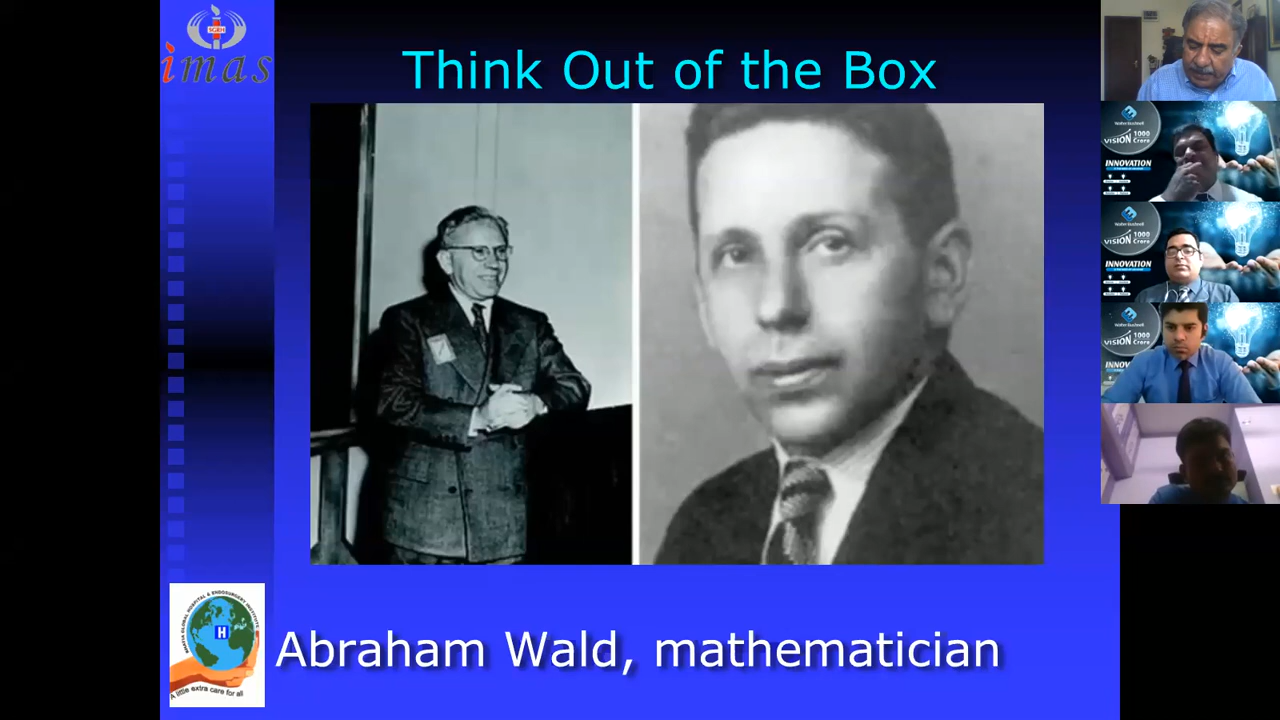 SGRH
imas
Think Out of the Box
H
A little extra care for all
Abraham Wald, mathematician
VISION 1000
Crore
INNOVATION
VISION 1000
Crore
INNOVATION
VISION 1000
Crore